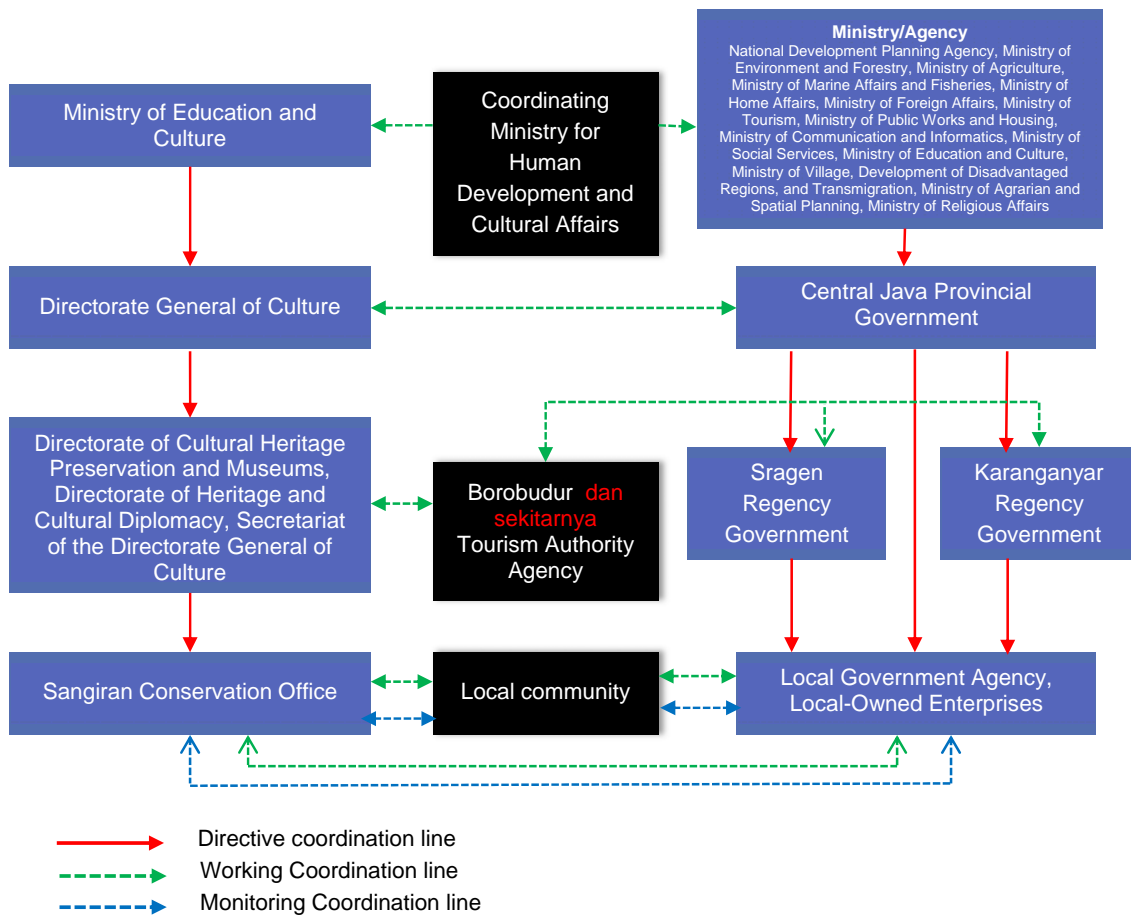 Ministry/Agency
National Development Planning Agency, Ministry of
Environment and Forestry, Ministry of Agriculture,
Ministry of Marine Affairs and Fisheries, Ministry of
Home Affairs, Ministry of Foreign Affairs, Ministry of
Tourism, Ministry of Public Works and Housing,
Ministry of Communication and Informatics, Ministry of
Social Services, Ministry of Education and Culture,
Ministry of Village, Development of Disadvantaged
Regions, and Transmigration, Ministry of Agrarian and
Spatial Planning, Ministry of Religious Affairs
Ministry of Education and
Culture
Coordinating
Ministry for
Human
Development and
Cultural Affairs
Directorate General of Culture
Central Java Provincial
Government
Directorate of Cultural Heritage
Preservation and Museums,
Directorate of Heritage and
Cultural Diplomacy, Secretariat
of the Directorate General of
Culture
Borobudur dan
sekitarnya
Tourism Authority
Agency
Sragen
Regency
Government
Karanganyar
Regency
Government
Sangiran Conservation Office
Local community
Local Government Agency,
Local-Owned Enterprises
Directive coordination line
Working Coordination line
Monitoring Coordination line